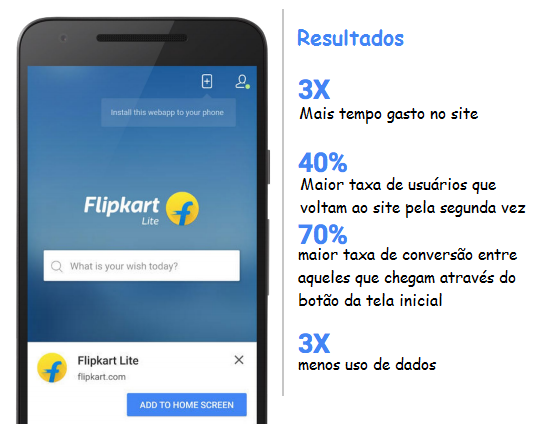 Install this webapp to your phone
Flipkart
Lite
What is your wish today?
Flipkart Lite
flipkart.com
ADD TO HOME SCREEN
Resultados
3X
Mais tempo gasto no site
40%
Maior taxa de usuários que
voltam ao site pela segunda vez
70%
maior taxa de conversão entre
aqueles que chegam através do
botão da tela inicial
3X
menos uso de dados